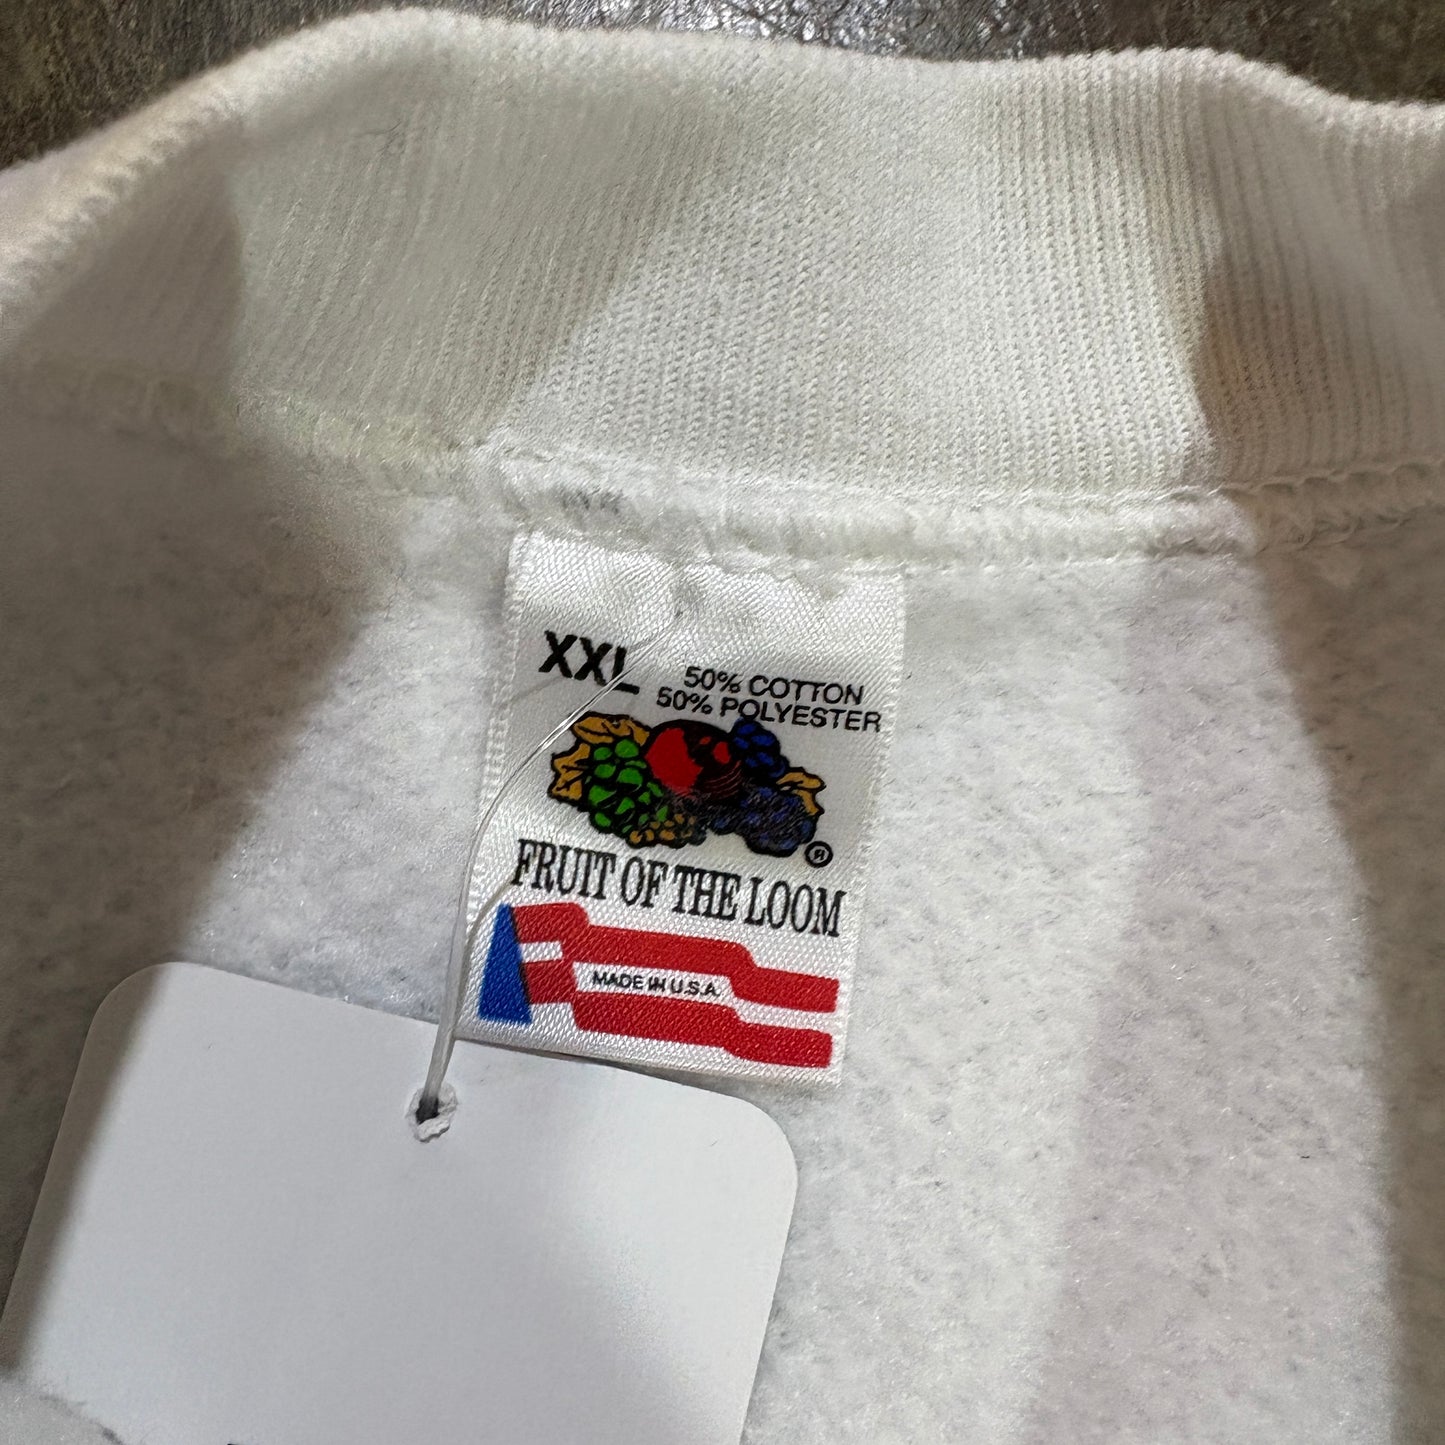 XXL
50% COTTON
50% POLYESTER
®
FRUIT OF THE LOOM
MADE IN U.S.A.